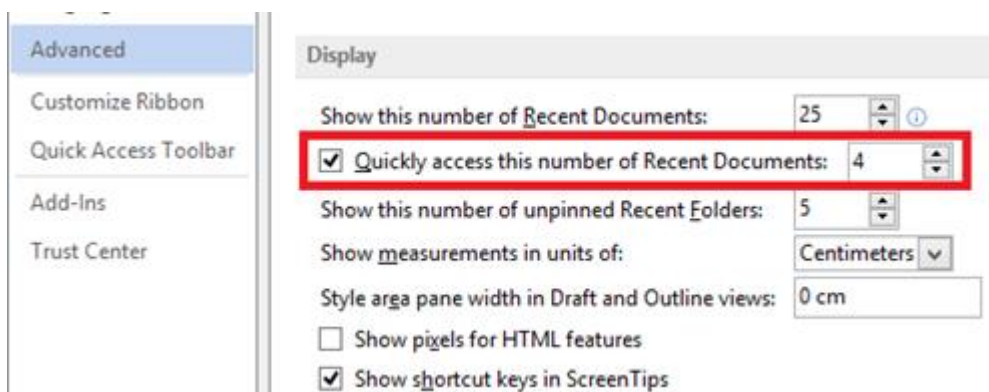 Advanced
Customize Ribbon
Quick Access Toolbar
Add-Ins
Trust Center
Display
Show this number of Recent Documents: 25
Quickly access this number of Recent Documents: 4
Show this number of unpinned Recent Folders: 5
Show measurements in units of: Centimeters
Style area pane width in Draft and Outline views: 0 cm
Show pixels for HTML features
Show shortcut keys in ScreenTips